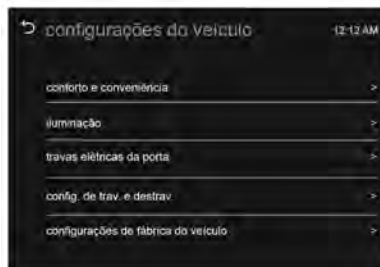 configurações do veículo 12:12 AM
conforto e conveniência >
iluminação >
travas elétricas da porta >
config. de trav. e destrav >
configurações de fábrica do veículo >